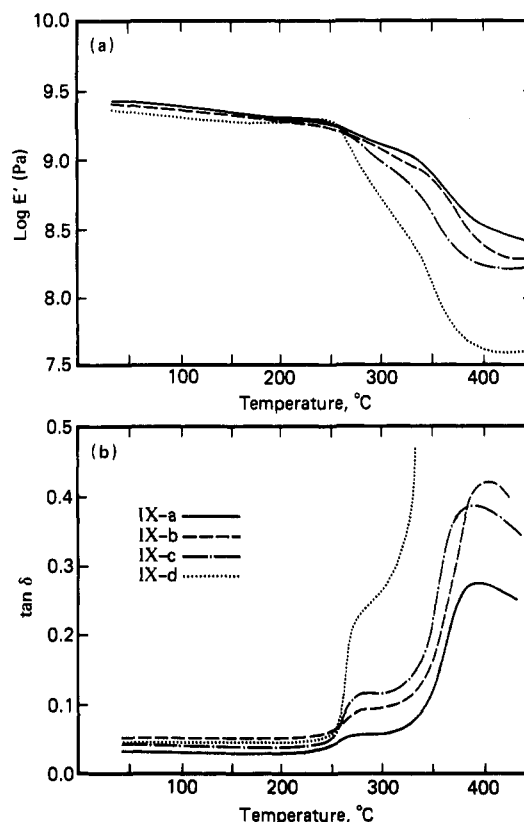 (a)
10.0
9.5
9.0
8.5
8.0
7.5
Log E' (Pa)
100
200
300
400
Temperature, °C
(b)
0.5
0.4
0.3
0.2
0.1
0.0
tan δ
IX-a
IX-b
IX-c
IX-d
100
200
300
400
Temperature, °C